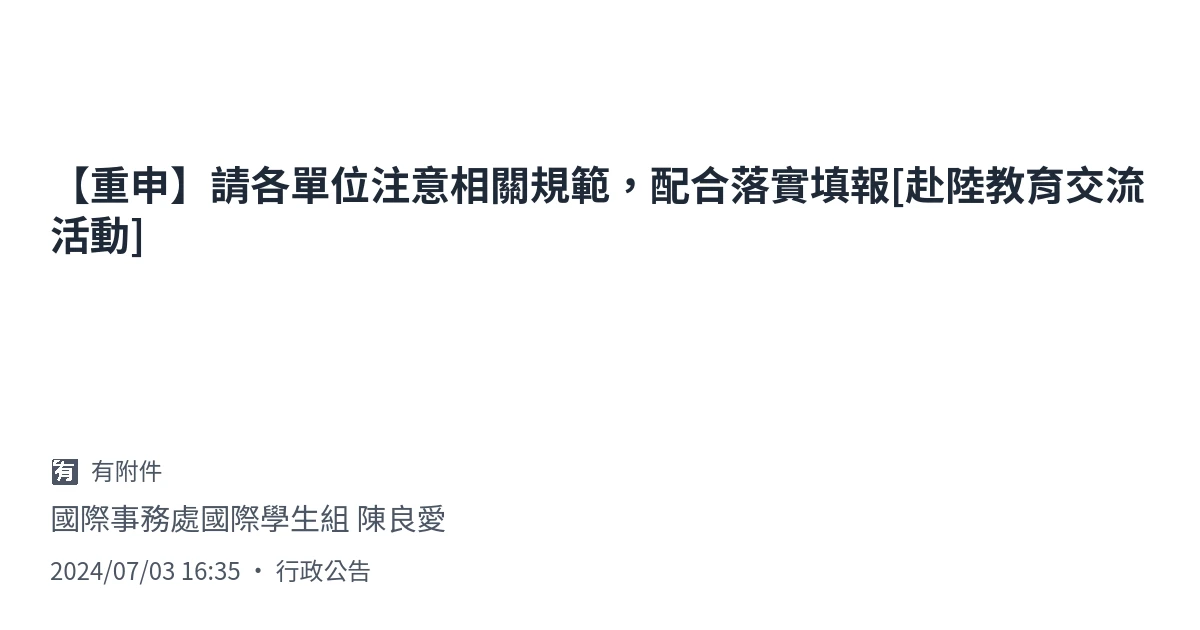 【重申】請各單位注意相關規範，配合落實填報[赴陸教育交流
活動]
有 有附件
國際事務處國際學生組 陳良愛
2024/07/03 16:35 • 行政公告